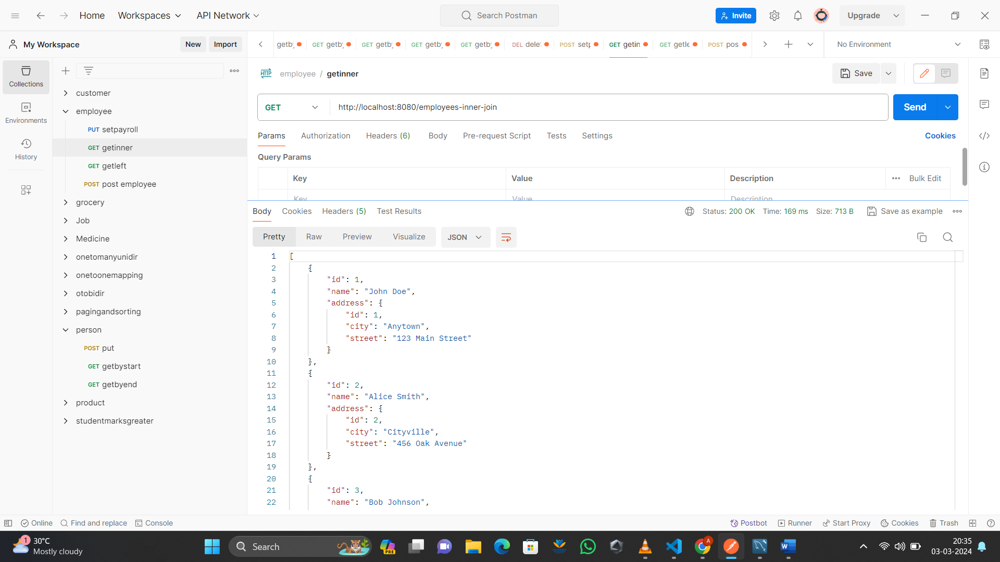 Home Workspaces API Network Search Postman Invite Upgrade
My Workspace New Import getby GET getby GET getby GET getby GET getby DEL dele POST setp GET getin GET getle POST pos No Environment
HTTP employee / getinner Save
Collections
Environments
History
customer
employee
PUT setpayroll
GET getinner
GET getleft
POST post employee
grocery
Job
Medicine
onetomanyunidir
onetoonemapping
otobidir
pagingandsorting
person
POST put
GET getbystart
GET getbyend
product
studentmarksgreater
GET http://localhost:8080/employees-inner-join Send
Params Authorization Headers (6) Body Pre-request Script Tests Settings Cookies
Query Params
Key Value Description Bulk Edit
Key Value Description
Body Cookies Headers (5) Test Results Status: 200 OK Time: 169 ms Size: 713 B Save as example
Pretty Raw Preview Visualize JSON
1 [
2 {
3 "id": 1,
4 "name": "John Doe",
5 "address": {
6 "id": 1,
7 "city": "Anytown",
8 "street": "123 Main Street"
9 }
10 },
11 {
12 "id": 2,
13 "name": "Alice Smith",
14 "address": {
15 "id": 2,
16 "city": "Cityville",
17 "street": "456 Oak Avenue"
18 }
19 },
20 {
21 "id": 3,
22 "name": "Bob Johnson",
Online Find and replace Console Postbot Runner Start Proxy Cookies Trash
1 30°C
Mostly cloudy
Search
PRE
A
20:35
03-03-2024